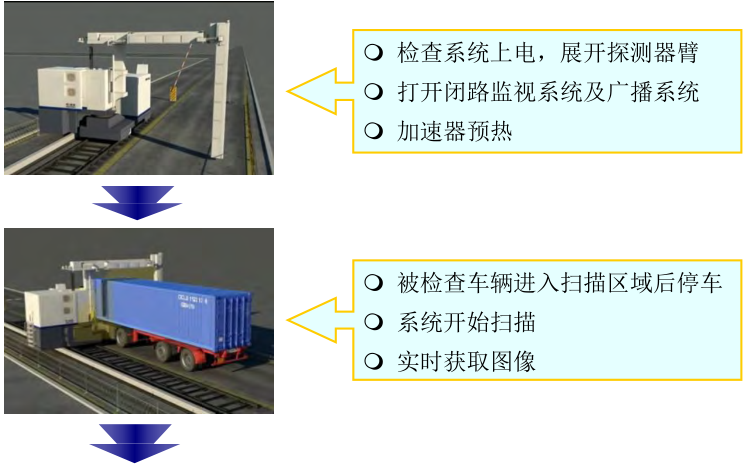 检查系统上电，展开探测器臂
打开闭路监视系统及广播系统
加速器预热
被检查车辆进入扫描区域后停车
系统开始扫描
实时获取图像